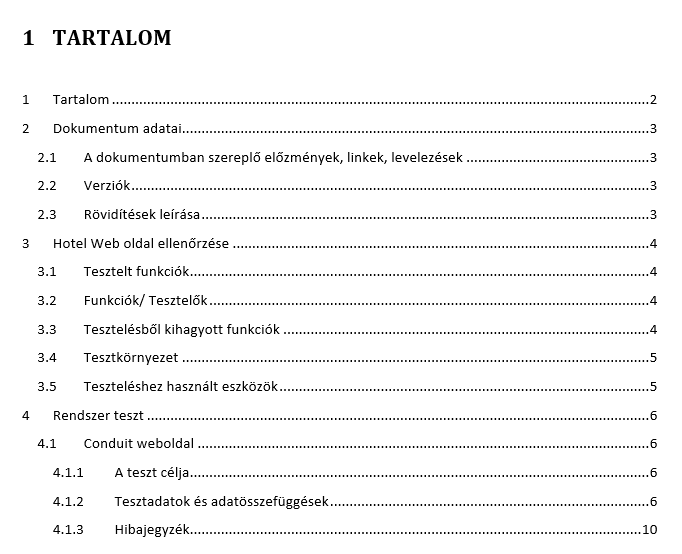 1 TARTALOM
1 Tartalom ........ 2
2 Dokumentum adatai ........ 3
2.1 A dokumentumban szereplő előzmények, linkek, levelezések ........ 3
2.2 Verziók ........ 3
2.3 Rövidítések leírása ........ 3
3 Hotel Web oldal ellenőrzése ........ 4
3.1 Tesztelt funkciók ........ 4
3.2 Funkciók/ Tesztelők ........ 4
3.3 Tesztelésből kihagyott funkciók ........ 4
3.4 Tesztkörnyezet ........ 5
3.5 Teszteléshez használt eszközök ........ 5
4 Rendszer teszt ........ 6
4.1 Conduit weboldal ........ 6
4.1.1 A teszt célja ........ 6
4.1.2 Tesztadatok és adatösszefüggések ........ 6
4.1.3 Hibajegyzék ........ 10